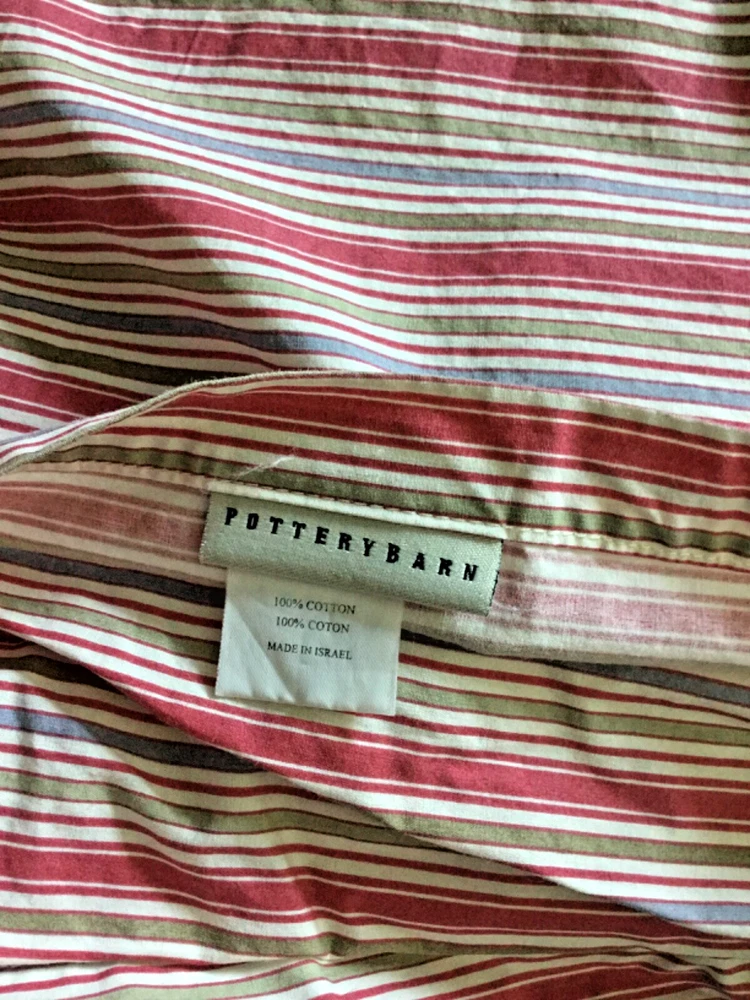 POTTERYBARN
100% COTTON
100% COTON
MADE IN ISRAEL